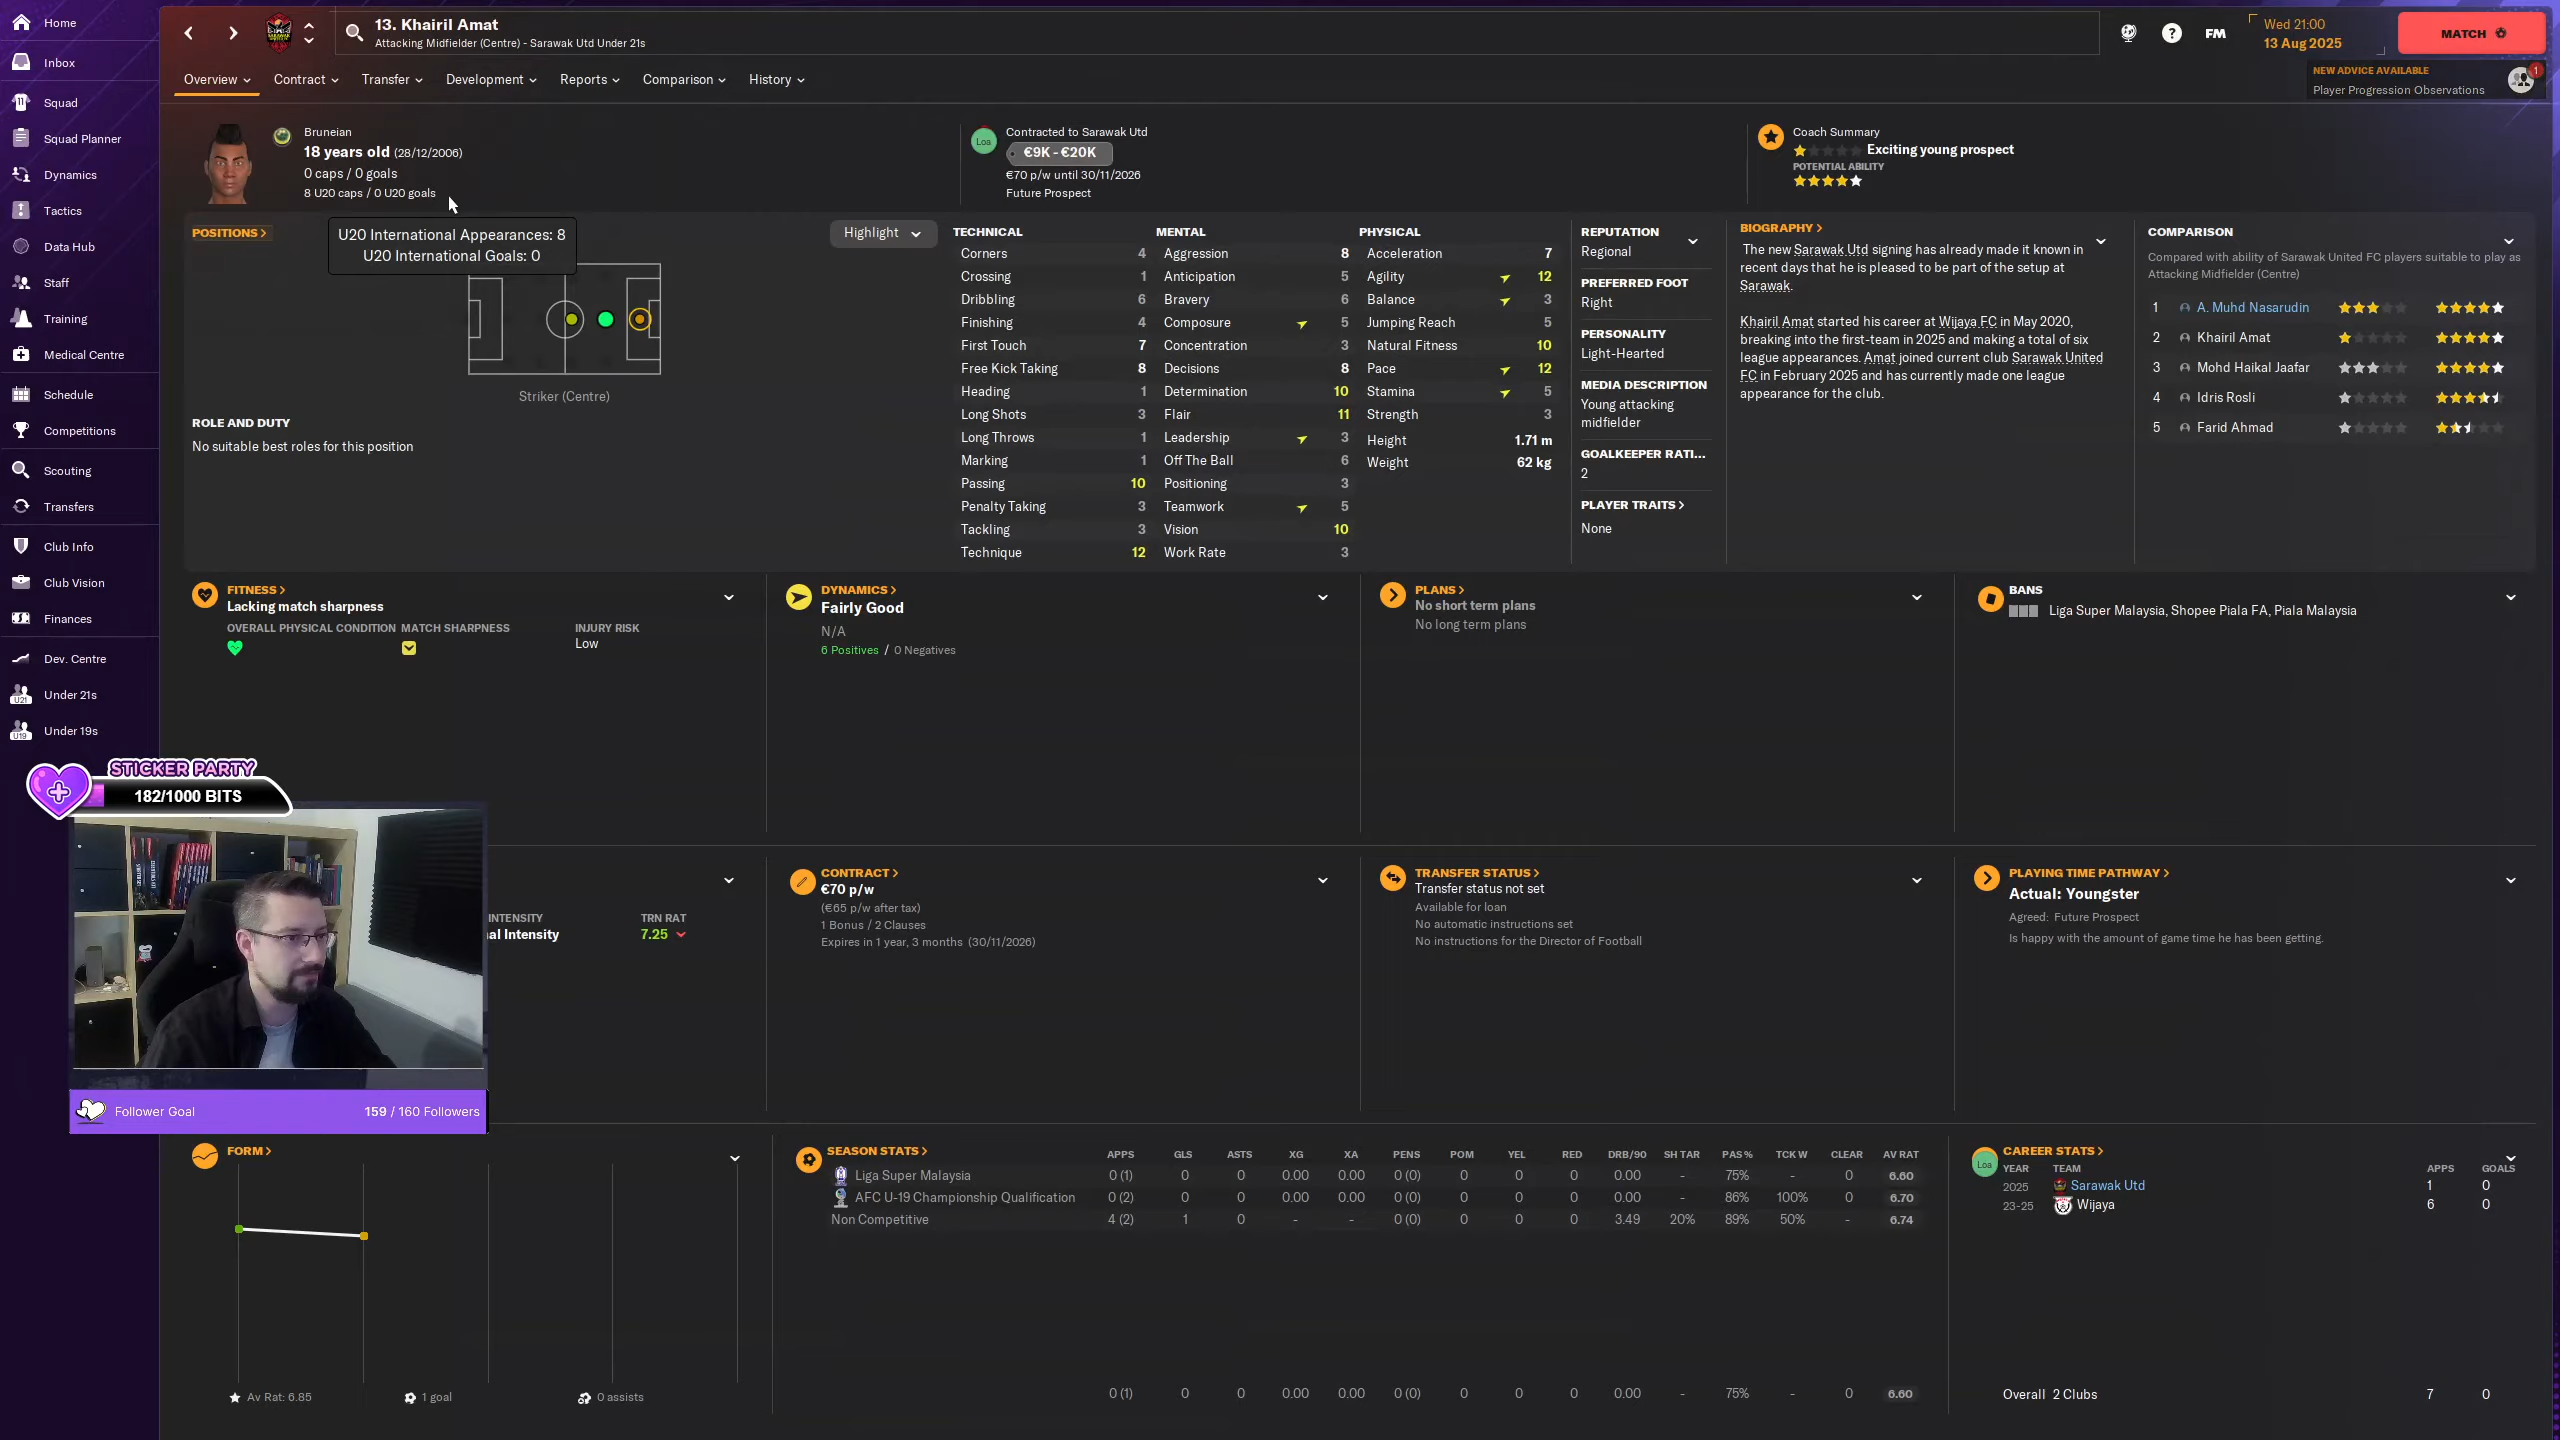 Home
Inbox
Squad
Squad Planner
Dynamics
Tactics
Data Hub
Staff
Training
Medical Centre
Schedule
Competitions
Scouting
Transfers
Club Info
Club Vision
Finances
Dev. Centre
Under 21s
Under 19s
13. Khairil Amat
Attacking Midfielder (Centre) - Sarawak Utd Under 21s
FM
Wed 21:00
13 Aug 2025
MATCH
Overview
Contract
Transfer
Development
Reports
Comparison
History
NEW ADVICE AVAILABLE
Player Progression Observations
1
Bruneian
18 years old (28/12/2006)
0 caps / 0 goals
8 U20 caps / 0 U20 goals
Loa
Contracted to Sarawak Utd
€9K - €20K
€70 p/w until 30/11/2026
Future Prospect
Coach Summary
Exciting young prospect
POTENTIAL ABILITY
POSITIONS
U20 International Appearances: 8
U20 International Goals: 0
Highlight
Striker (Centre)
ROLE AND DUTY
No suitable best roles for this position
TECHNICAL
Corners 4
Crossing 1
Dribbling 6
Finishing 4
First Touch 7
Free Kick Taking 8
Heading 1
Long Shots 3
Long Throws 1
Marking 1
Passing 10
Penalty Taking 3
Tackling 3
Technique 12
MENTAL
Aggression 8
Anticipation 5
Bravery 6
Composure 5
Concentration 3
Decisions 8
Determination 10
Flair 11
Leadership 3
Off The Ball 6
Positioning 3
Teamwork 5
Vision 10
Work Rate 3
PHYSICAL
Acceleration 7
Agility 12
Balance 3
Jumping Reach 5
Natural Fitness 10
Pace 12
Stamina 5
Strength 3
Height 1.71 m
Weight 62 kg
REPUTATION
Regional
PREFERRED FOOT
Right
PERSONALITY
Light-Hearted
MEDIA DESCRIPTION
Young attacking
midfielder
GOALKEEPER RATI...
2
PLAYER TRAITS
None
BIOGRAPHY
The new Sarawak Utd signing has already made it known in
recent days that he is pleased to be part of the setup at
Sarawak.
Khairil Amat started his career at Wijaya FC in May 2020,
breaking into the first-team in 2025 and making a total of six
league appearances. Amat joined current club Sarawak United
FC in February 2025 and has currently made one league
appearance for the club.
COMPARISON
Compared with ability of Sarawak United FC players suitable to play as
Attacking Midfielder (Centre)
1 A. Muhd Nasarudin
2 Khairil Amat
3 Mohd Haikal Jaafar
4 Idris Rosli
5 Farid Ahmad
FITNESS
Lacking match sharpness
OVERALL PHYSICAL CONDITION MATCH SHARPNESS INJURY RISK
Low
DYNAMICS
Fairly Good
N/A
6 Positives / 0 Negatives
PLANS
No short term plans
No long term plans
BANS
Liga Super Malaysia, Shopee Piala FA, Piala Malaysia
STICKER PARTY
182/1000 BITS
INTENSITY TRN RAT
al Intensity 7.25
CONTRACT
€70 p/w
(€65 p/w after tax)
1 Bonus / 2 Clauses
Expires in 1 year, 3 months (30/11/2026)
TRANSFER STATUS
Transfer status not set
Available for loan
No automatic instructions set
No instructions for the Director of Football
PLAYING TIME PATHWAY
Actual: Youngster
Agreed: Future Prospect
Is happy with the amount of game time he has been getting.
Follower Goal 159 / 160 Followers
FORM
Av Rat: 6.85 1 goal 0 assists
SEASON STATS APPS GLS ASTS XG XA PENS POM YEL RED DRB/90 SH TAR PAS % TCK W CLEAR AV RAT
Liga Super Malaysia 0 (1) 0 0 0.00 0.00 0 (0) 0 0 0 0.00 - 75% - 0 6.60
AFC U-19 Championship Qualification 0 (2) 0 0 0.00 0.00 0 (0) 0 0 0 0.00 - 86% 100% 0 6.70
Non Competitive 4 (2) 1 0 - - 0 (0) 0 0 0 3.49 20% 89% 50% - 6.74
0 (1) 0 0 0.00 0.00 0 (0) 0 0 0 0.00 - 75% - 0 6.60
Loa
CAREER STATS
YEAR TEAM APPS GOALS
2025 Sarawak Utd 1 0
23-25 Wijaya 6 0
Overall 2 Clubs 7 0